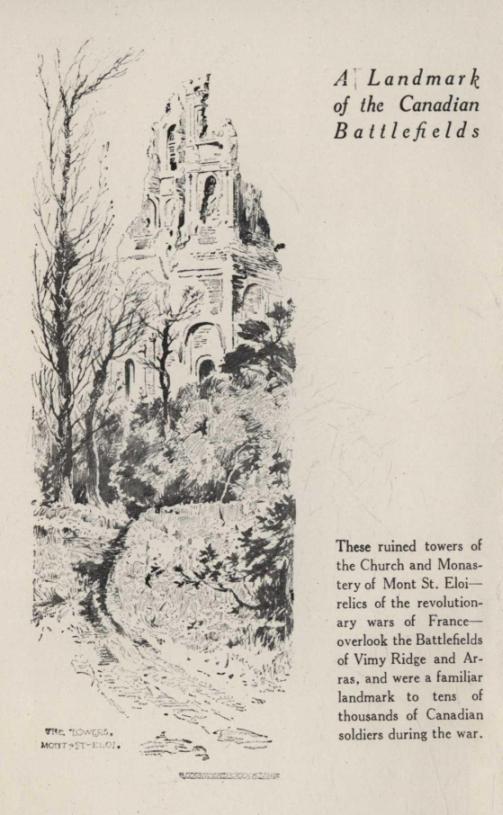 A Landmark
of the Canadian
Battlefields
These ruined towers of
the Church and Monas-
tery of Mont St. Eloi—
relics of the revolution-
ary wars of France—
overlook the Battlefields
of Vimy Ridge and Ar-
ras, and were a familiar
landmark to tens of
thousands of Canadian
soldiers during the war.
THE TOWERS.
MONT-ST-ELOI.